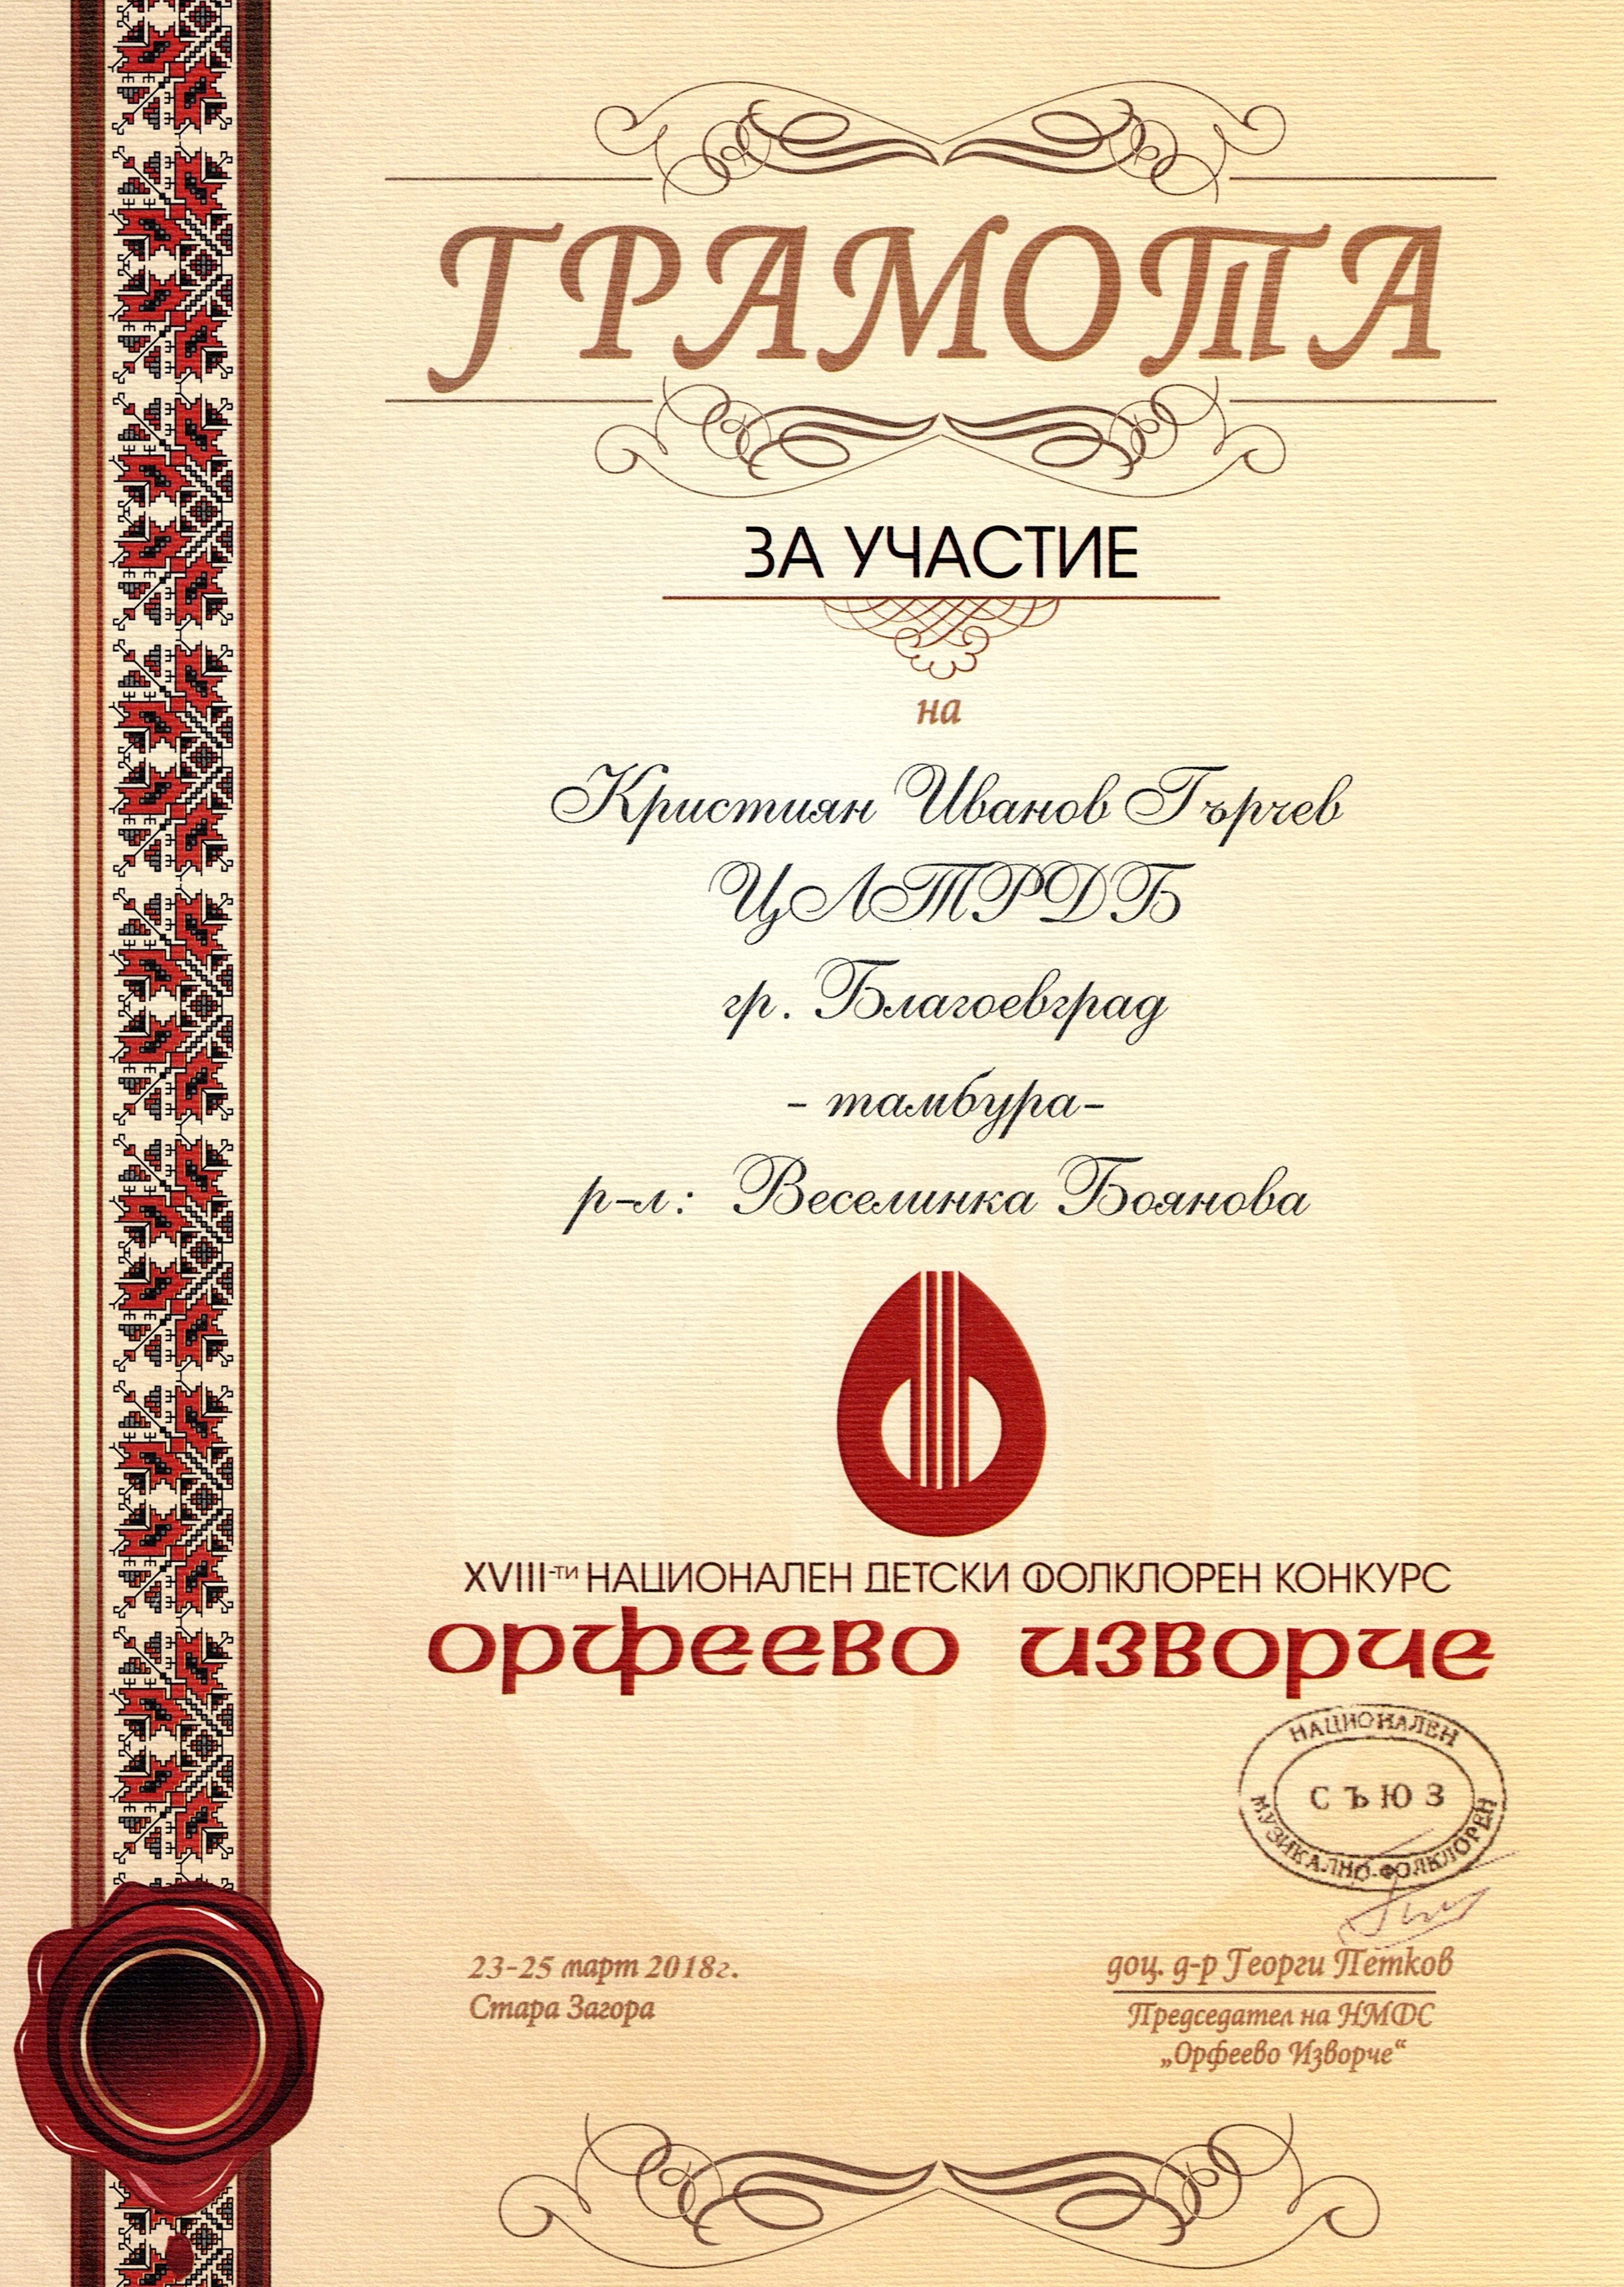 ГРАМОТА
ЗА УЧАСТИЕ
на
Кристиян Иванов Гърчев
ЦЛТРДБ
гр. Благоевград
- тамбура-
р-л: Веселинка Боянова
XVIII-ти НАЦИОНАЛЕН ДЕТСКИ ФОЛКЛОРЕН КОНКУРС
орфеево изворче
НАЦИОНАЛЕН
СЪЮЗ
МУЗИКАЛНО-ФОЛКЛОРЕН
23-25 март 2018г.
Стара Загора
доц. д-р Георги Петков
Председател на НМФС
„Орфеево Изворче“